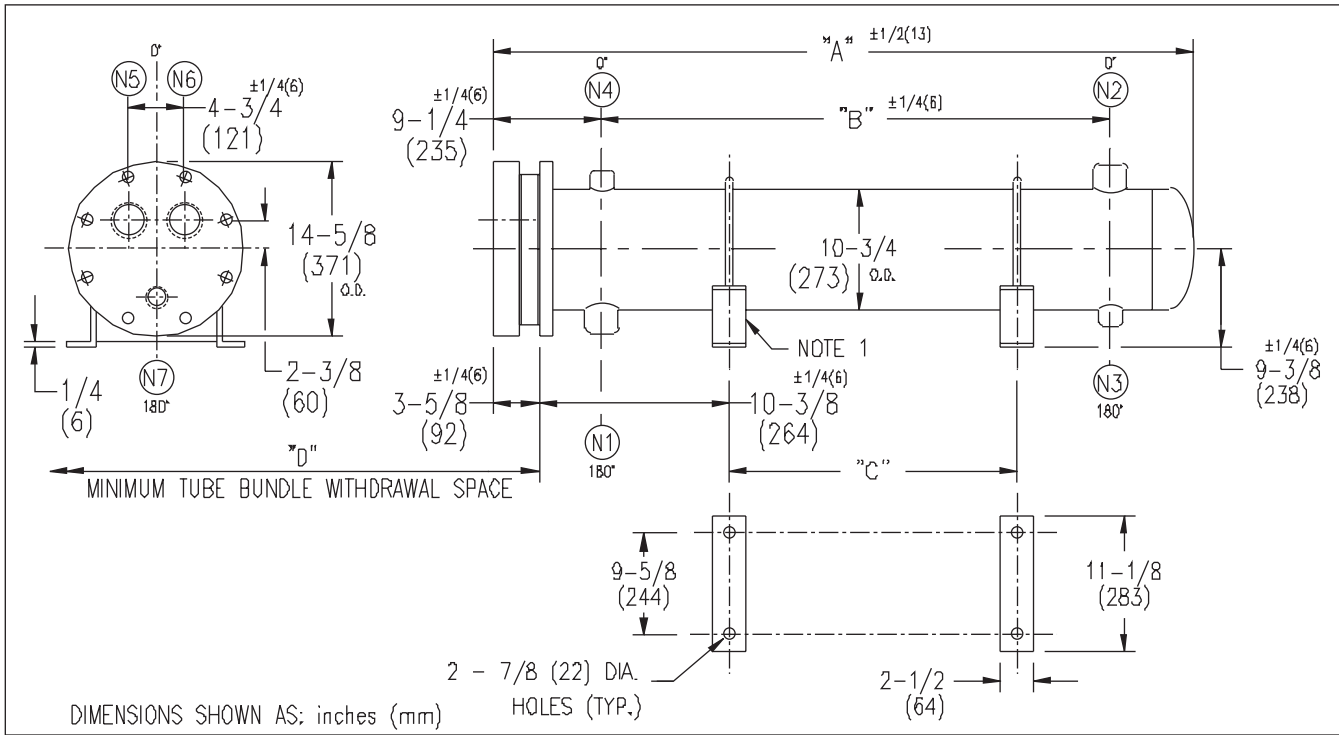 0°
N5 N6
±1/4(6)
4-3/4
(121)
14-5/8
(371)
O.D.
2-3/8
(60)
1/4
(6)
N7
180°
"A" ±1/2(13)
0°
N4
0°
N2
±1/4(6)
9-1/4
(235)
"B" ±1/4(6)
10-3/4
(273) O.D.
NOTE 1
±1/4(6)
3-5/8
(92)
±1/4(6)
10-3/8
(264)
±1/4(6)
9-3/8
(238)
N3
180°
N1
180°
"D"
MINIMUM TUBE BUNDLE WITHDRAWAL SPACE
"C"
9-5/8
(244)
11-1/8
(283)
2 - 7/8 (22) DIA.
HOLES (TYP.)
2-1/2
(64)
DIMENSIONS SHOWN AS: inches (mm)